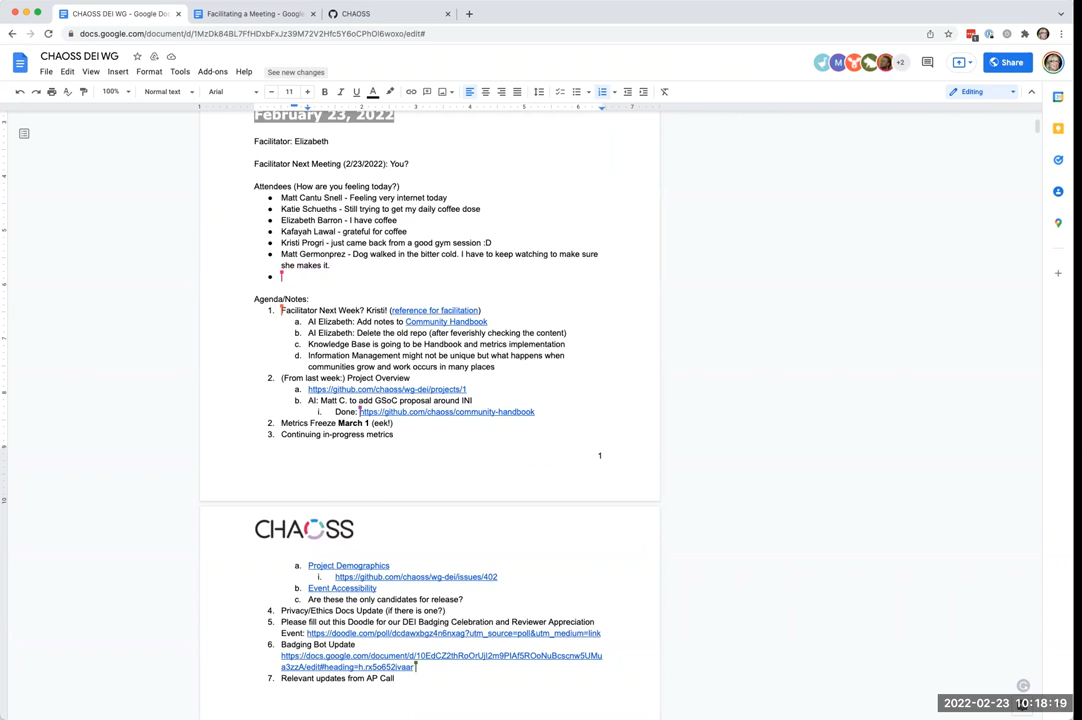 CHAOSS DEI WG - Google Do
Facilitating a Meeting - Google
CHAOSS
docs.google.com/document/d/1MzDk84BL7FfHDxbFxJz39M72V2Hfc5Y6oCPhOl6woxo/edit#
CHAOSS DEI WG
File Edit View Insert Format Tools Add-ons Help See new changes
M +2 Share
100% Normal text Arial 11 B I U A Editing
February 23, 2022
Facilitator: Elizabeth
Facilitator Next Meeting (2/23/2022): You?
Attendees (How are you feeling today?)
● Matt Cantu Snell - Feeling very internet today
● Katie Schueths - Still trying to get my daily coffee dose
● Elizabeth Barron - I have coffee
● Kafayah Lawal - grateful for coffee
● Kristi Progri - just came back from a good gym session :D
● Matt Germonprez - Dog walked in the bitter cold. I have to keep watching to make sure
she makes it.
●
Agenda/Notes:
1. Facilitator Next Week? Kristi! (reference for facilitation)
a. AI Elizabeth: Add notes to Community Handbook
b. AI Elizabeth: Delete the old repo (after feverishly checking the content)
c. Knowledge Base is going to be Handbook and metrics implementation
d. Information Management might not be unique but what happens when
communities grow and work occurs in many places
2. (From last week:) Project Overview
a. https://github.com/chaoss/wg-dei/projects/1
b. AI: Matt C. to add GSoC proposal around INI
i. Done: https://github.com/chaoss/community-handbook
2. Metrics Freeze March 1 (eek!)
3. Continuing in-progress metrics
1
CHAOSS
a. Project Demographics
i. https://github.com/chaoss/wg-dei/issues/402
b. Event Accessibility
c. Are these the only candidates for release?
4. Privacy/Ethics Docs Update (if there is one?)
5. Please fill out this Doodle for our DEI Badging Celebration and Reviewer Appreciation
Event: https://doodle.com/poll/dcdawxbgz4n6nxag?utm_source=poll&utm_medium=link
6. Badging Bot Update
https://docs.google.com/document/d/10EdCZ2thRoOrUjI2m9PIAf5ROoNuBcscnw5UMu
a3zzA/edit#heading=h.rx5o652ivaar
7. Relevant updates from AP Call
2022-02-23 10:18:19